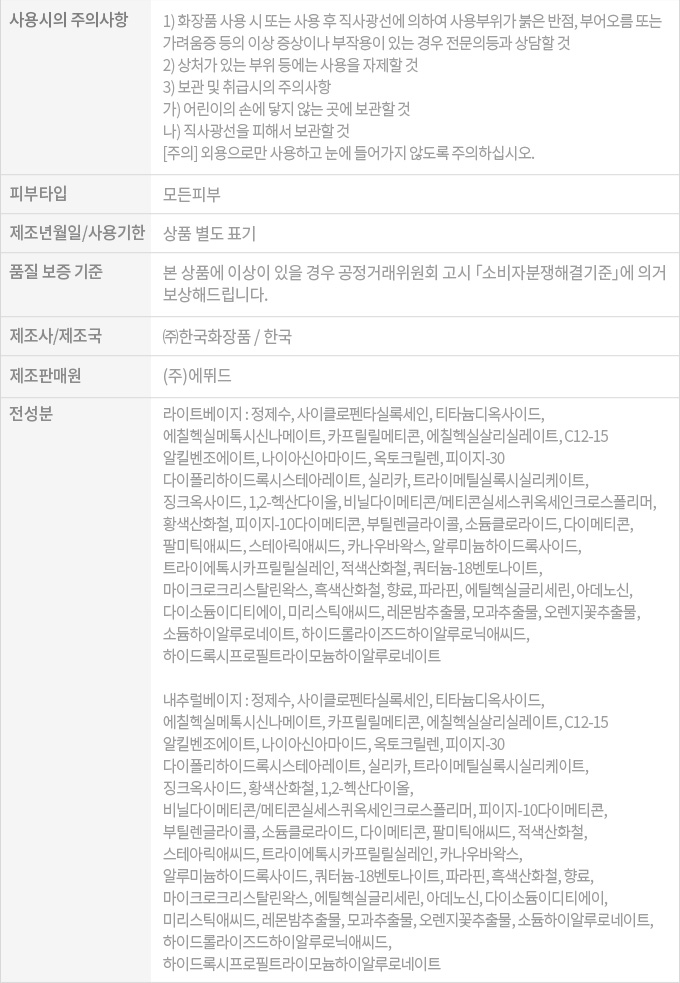 사용시의 주의사항
1) 화장품 사용 시 또는 사용 후 직사광선에 의하여 사용부위가 붉은 반점, 부어오름 또는
가려움증 등의 이상 증상이나 부작용이 있는 경우 전문의등과 상담할 것
2) 상처가 있는 부위 등에는 사용을 자제할 것
3) 보관 및 취급시의 주의사항
가) 어린이의 손에 닿지 않는 곳에 보관할 것
나) 직사광선을 피해서 보관할 것
[주의] 외용으로만 사용하고 눈에 들어가지 않도록 주의하십시오.
피부타입
모든피부
제조년월일/사용기한
상품 별도 표기
품질 보증 기준
본 상품에 이상이 있을 경우 공정거래위원회 고시 「소비자분쟁해결기준」에 의거
보상해드립니다.
제조사/제조국
㈜한국화장품 / 한국
제조판매원
(주)에뛰드
전성분
라이트베이지 : 정제수, 사이클로펜타실록세인, 티타늄디옥사이드,
에칠헥실메톡시신나메이트, 카프릴릴메티콘, 에칠헥실살리실레이트, C12-15
알킬벤조에이트, 나이아신아마이드, 옥토크릴렌, 피이지-30
다이폴리하이드록시스테아레이트, 실리카, 트라이메틸실록시실리케이트,
징크옥사이드, 1,2-헥산다이올, 비닐다이메티콘/메티콘실세스퀴옥세인크로스폴리머,
황색산화철, 피이지-10다이메티콘, 부틸렌글라이콜, 소듐클로라이드, 다이메티콘,
팔미틱애씨드, 스테아릭애씨드, 카나우바왁스, 알루미늄하이드록사이드,
트라이에톡시카프릴릴실레인, 적색산화철, 쿼터늄-18벤토나이트,
마이크로크리스탈린왁스, 흑색산화철, 향료, 파라핀, 에틸헥실글리세린, 아데노신,
다이소듐이디티에이, 미리스틱애씨드, 레몬밤추출물, 모과추출물, 오렌지꽃추출물,
소듐하이알루로네이트, 하이드롤라이즈드하이알루로닉애씨드,
하이드록시프로필트라이모늄하이알루로네이트
내추럴베이지 : 정제수, 사이클로펜타실록세인, 티타늄디옥사이드,
에칠헥실메톡시신나메이트, 카프릴릴메티콘, 에칠헥실살리실레이트, C12-15
알킬벤조에이트, 나이아신아마이드, 옥토크릴렌, 피이지-30
다이폴리하이드록시스테아레이트, 실리카, 트라이메틸실록시실리케이트,
징크옥사이드, 황색산화철, 1,2-헥산다이올,
비닐다이메티콘/메티콘실세스퀴옥세인크로스폴리머, 피이지-10다이메티콘,
부틸렌글라이콜, 소듐클로라이드, 다이메티콘, 팔미틱애씨드, 적색산화철,
스테아릭애씨드, 트라이에톡시카프릴릴실레인, 카나우바왁스,
알루미늄하이드록사이드, 쿼터늄-18벤토나이트, 파라핀, 흑색산화철, 향료,
마이크로크리스탈린왁스, 에틸헥실글리세린, 아데노신, 다이소듐이디티에이,
미리스틱애씨드, 레몬밤추출물, 모과추출물, 오렌지꽃추출물, 소듐하이알루로네이트,
하이드롤라이즈드하이알루로닉애씨드,
하이드록시프로필트라이모늄하이알루로네이트